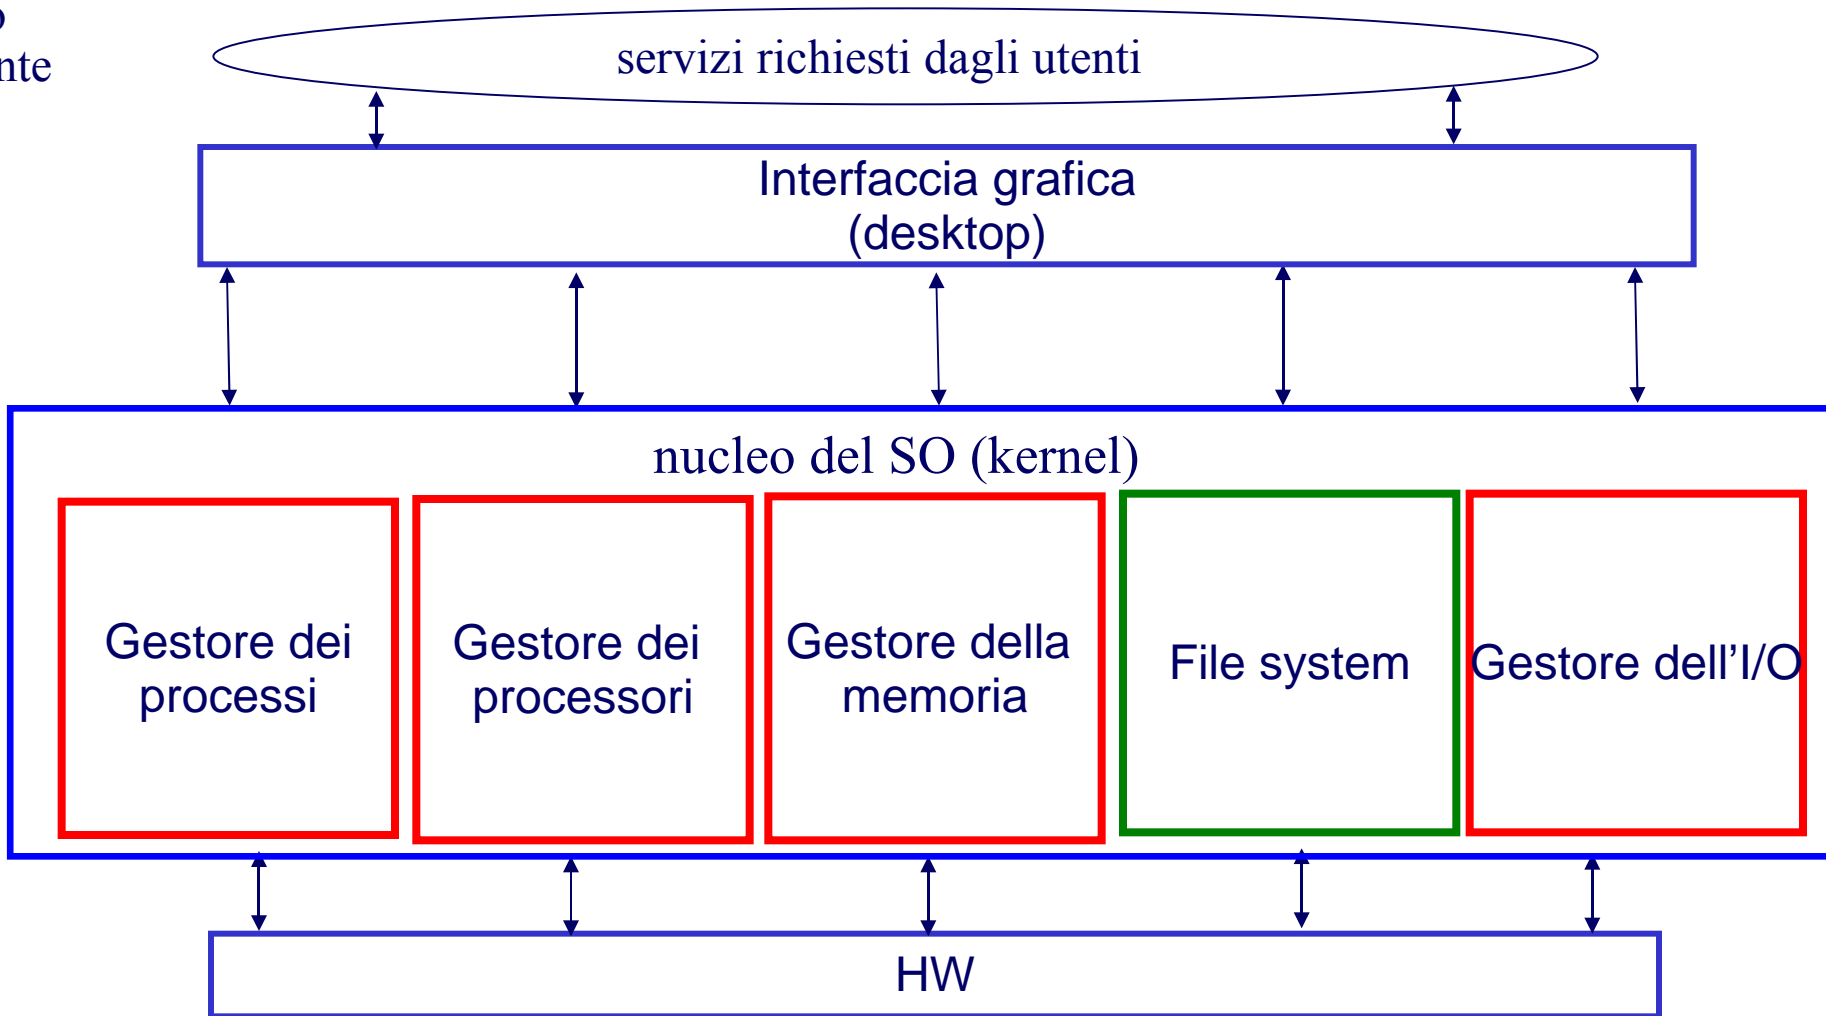 servizi richiesti dagli utenti
Interfaccia grafica
(desktop)
nucleo del SO (kernel)
Gestore dei
processi
Gestore dei
processori
Gestore della
memoria
File system
Gestore dell'I/O
HW